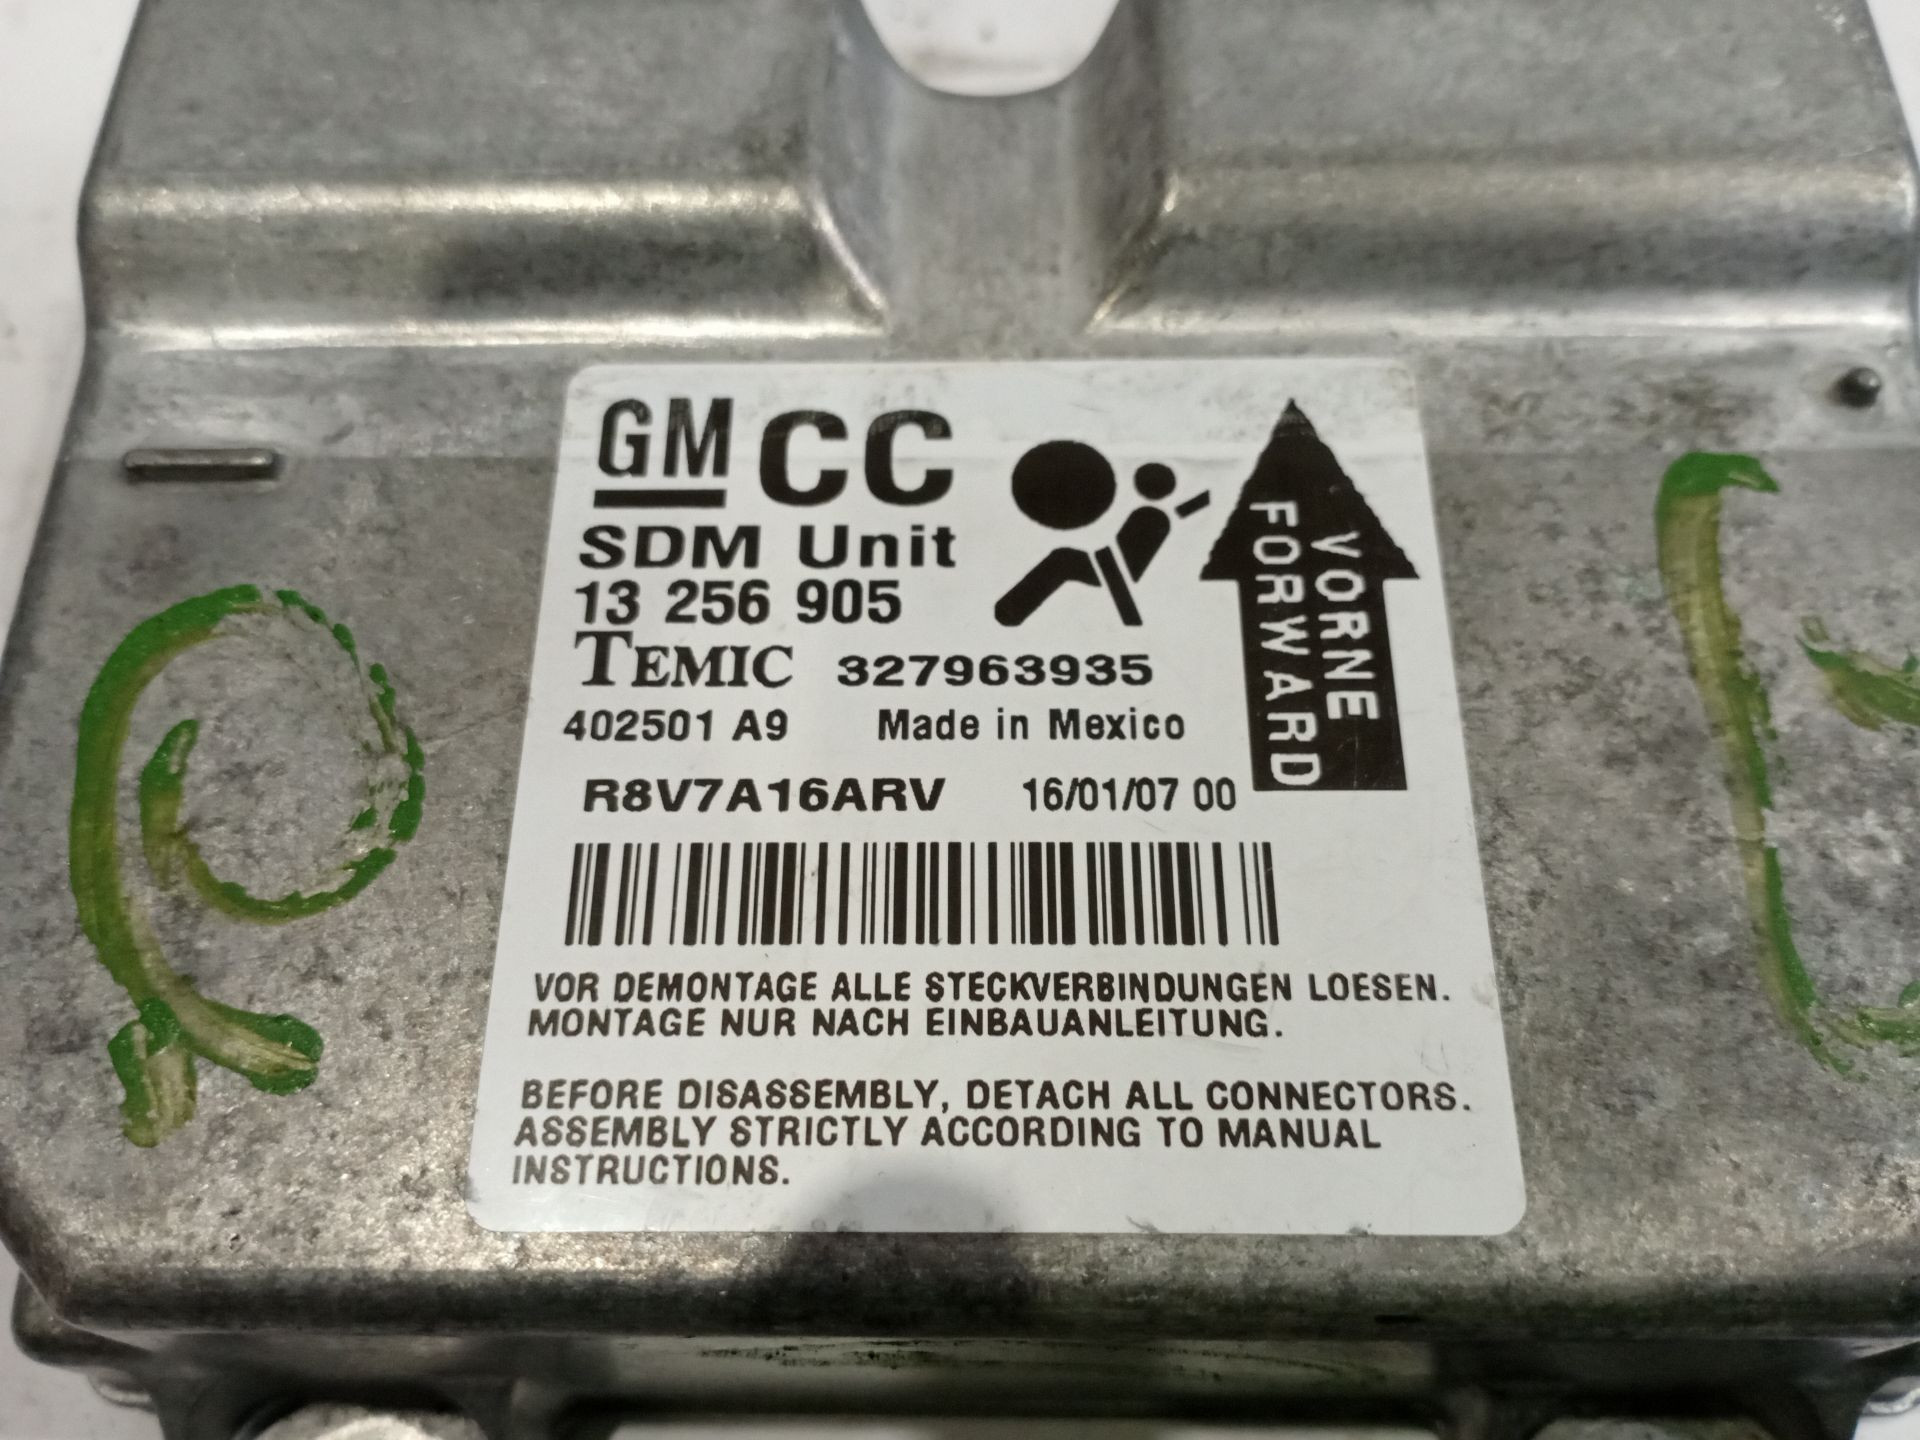 GM CC
SDM Unit
13 256 905
TEMIC 327963935
402501 A9 Made in Mexico
R8V7A16ARV 16/01/07 00
VORNE
FORWARD
VOR DEMONTAGE ALLE STECKVERBINDUNGEN LOESEN.
MONTAGE NUR NACH EINBAUANLEITUNG.
BEFORE DISASSEMBLY, DETACH ALL CONNECTORS.
ASSEMBLY STRICTLY ACCORDING TO MANUAL
INSTRUCTIONS.